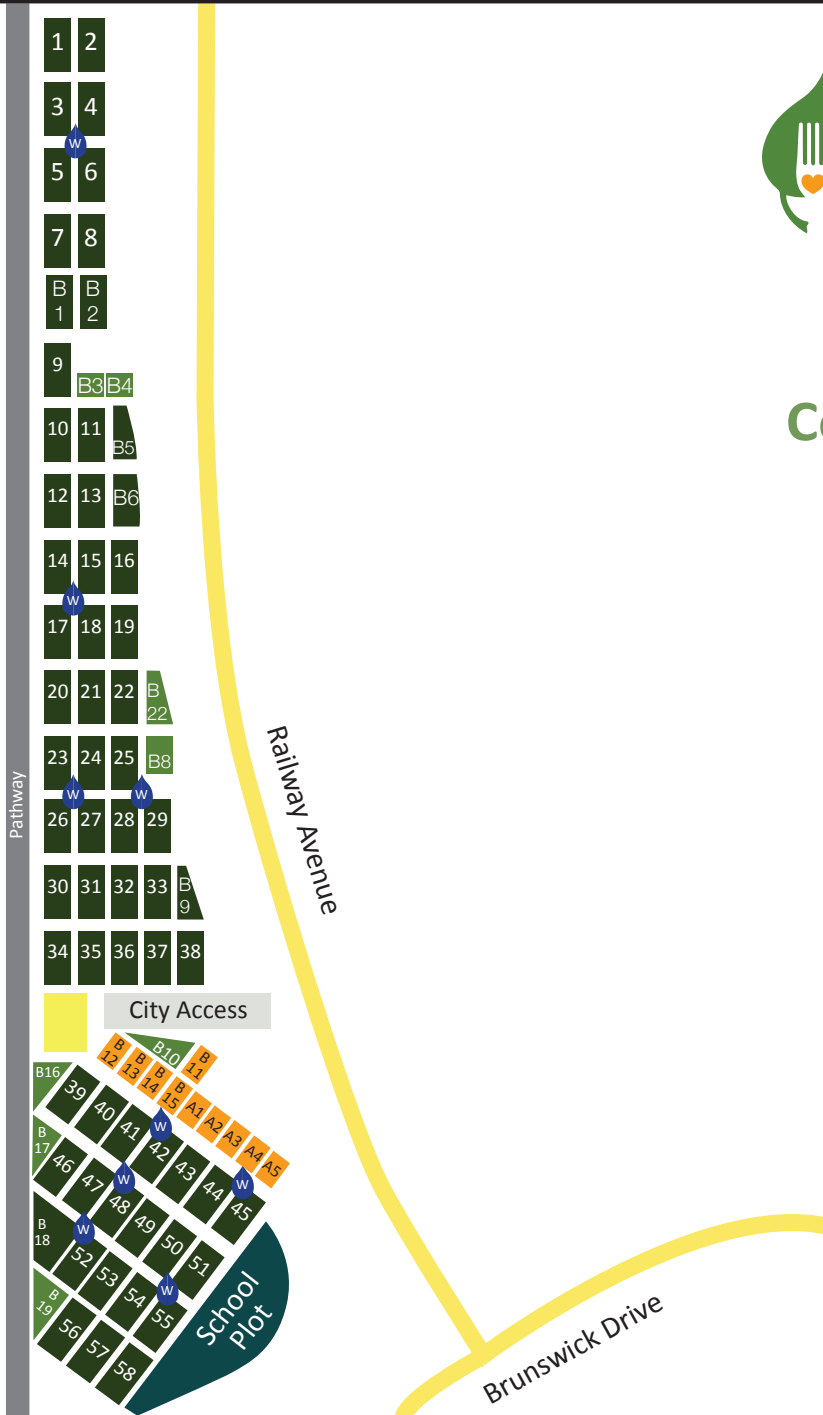 1 2
3 4
W
5 6
7 8
B B
1 2
9
B3 B4
10 11
B5
12 13 B6
14 15 16
W
17 18 19
20 21 22 B
22
23 24 25 B8
W W
26 27 28 29
30 31 32 33 B
9
34 35 36 37 38
Pathway
Railway Avenue
City Access
B10
B
11
B
12
B
13
B
14
B
15
A1
A2
A3
A4
A5
B16
39
40
41
W
42
43
44
W
45
B
17
46
47
W
48
49
50
51
B
18
W
52
53
54
W
55
B
19
56
57
58
School
Plot
Brunswick Drive